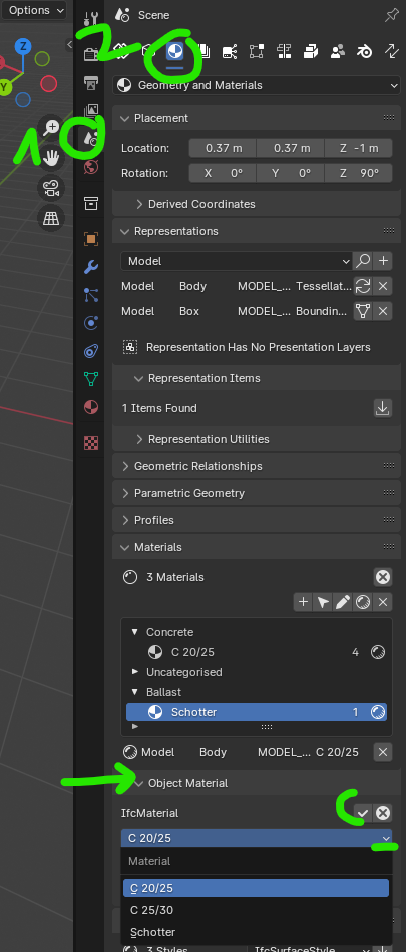 Options
Scene
Z
Y
2
1
Geometry and Materials
Placement
Location: 0.37 m 0.37 m Z -1 m
Rotation: X 0° Y 0° Z 90°
Derived Coordinates
Representations
Model
Model Body MODEL_... Tessellat...
Model Box MODEL_... Boundin...
Representation Has No Presentation Layers
Representation Items
1 Items Found
Representation Utilities
Geometric Relationships
Parametric Geometry
Profiles
Materials
3 Materials
Concrete
C 20/25 4
Uncategorised
Ballast
Schotter 1
Model Body MODEL_... C 20/25
Object Material
IfcMaterial
C 20/25
Material
C 20/25
C 25/30
Schotter
3 Styles IfcSurfaceStyle